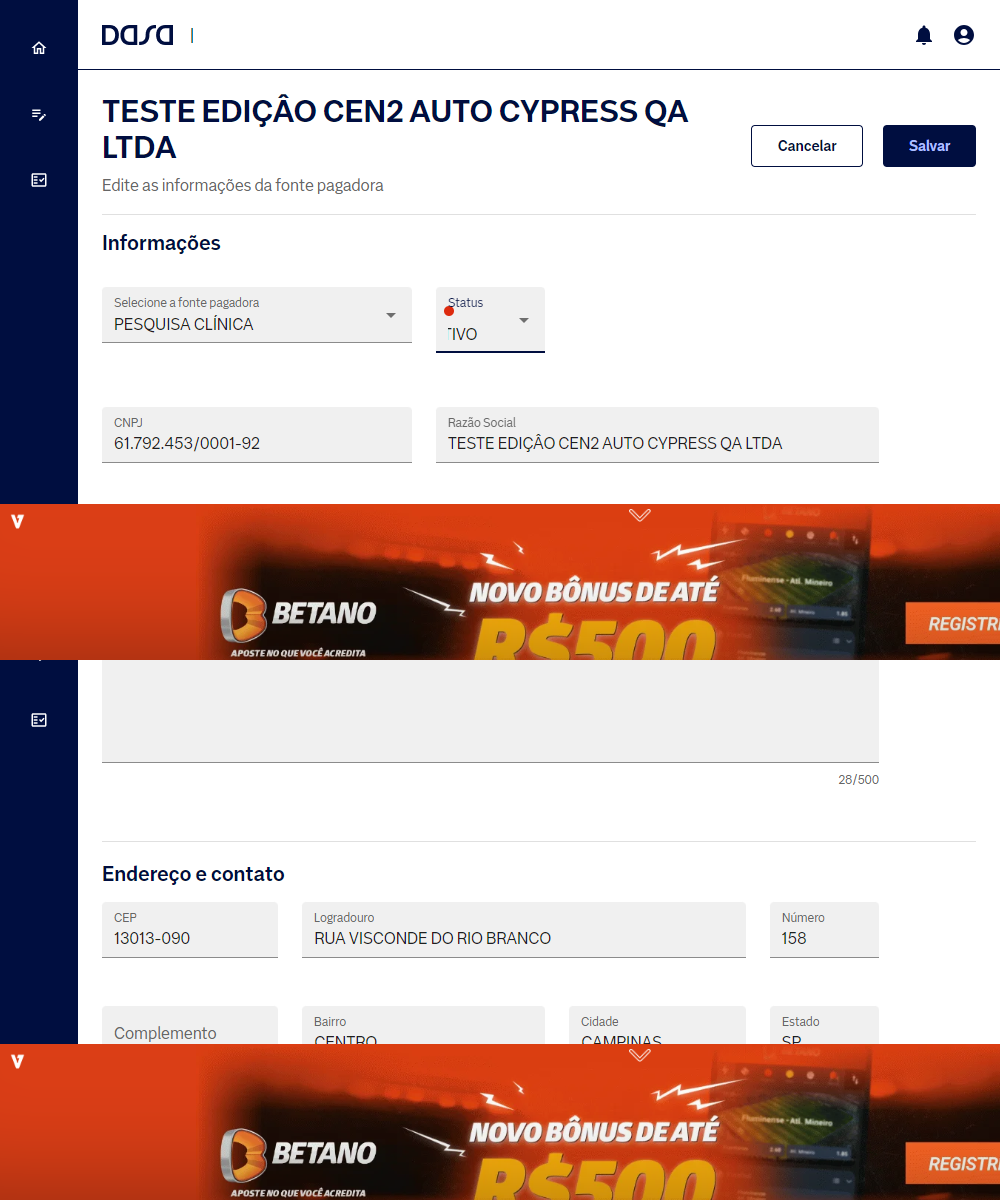 DASA
TESTE EDIÇÂO CEN2 AUTO CYPRESS QA
LTDA
Cancelar
Salvar
Edite as informações da fonte pagadora
Informações
Selecione a fonte pagadora
PESQUISA CLÍNICA
Status
TIVO
CNPJ
61.792.453/0001-92
Razão Social
TESTE EDIÇÂO CEN2 AUTO CYPRESS QA LTDA
V
BETANO
APOSTE NO QUE VOCÊ ACREDITA
NOVO BÔNUS DE ATÉ
R$500
Fluminense - Atl. Mineiro
REGISTR
28/500
Endereço e contato
CEP
13013-090
Logradouro
RUA VISCONDE DO RIO BRANCO
Número
158
Complemento
Bairro
CENTRO
Cidade
CAMPINAS
Estado
SP
V
BETANO
APOSTE NO QUE VOCÊ ACREDITA
NOVO BÔNUS DE ATÉ
R$500
Fluminense - Atl. Mineiro
REGISTR